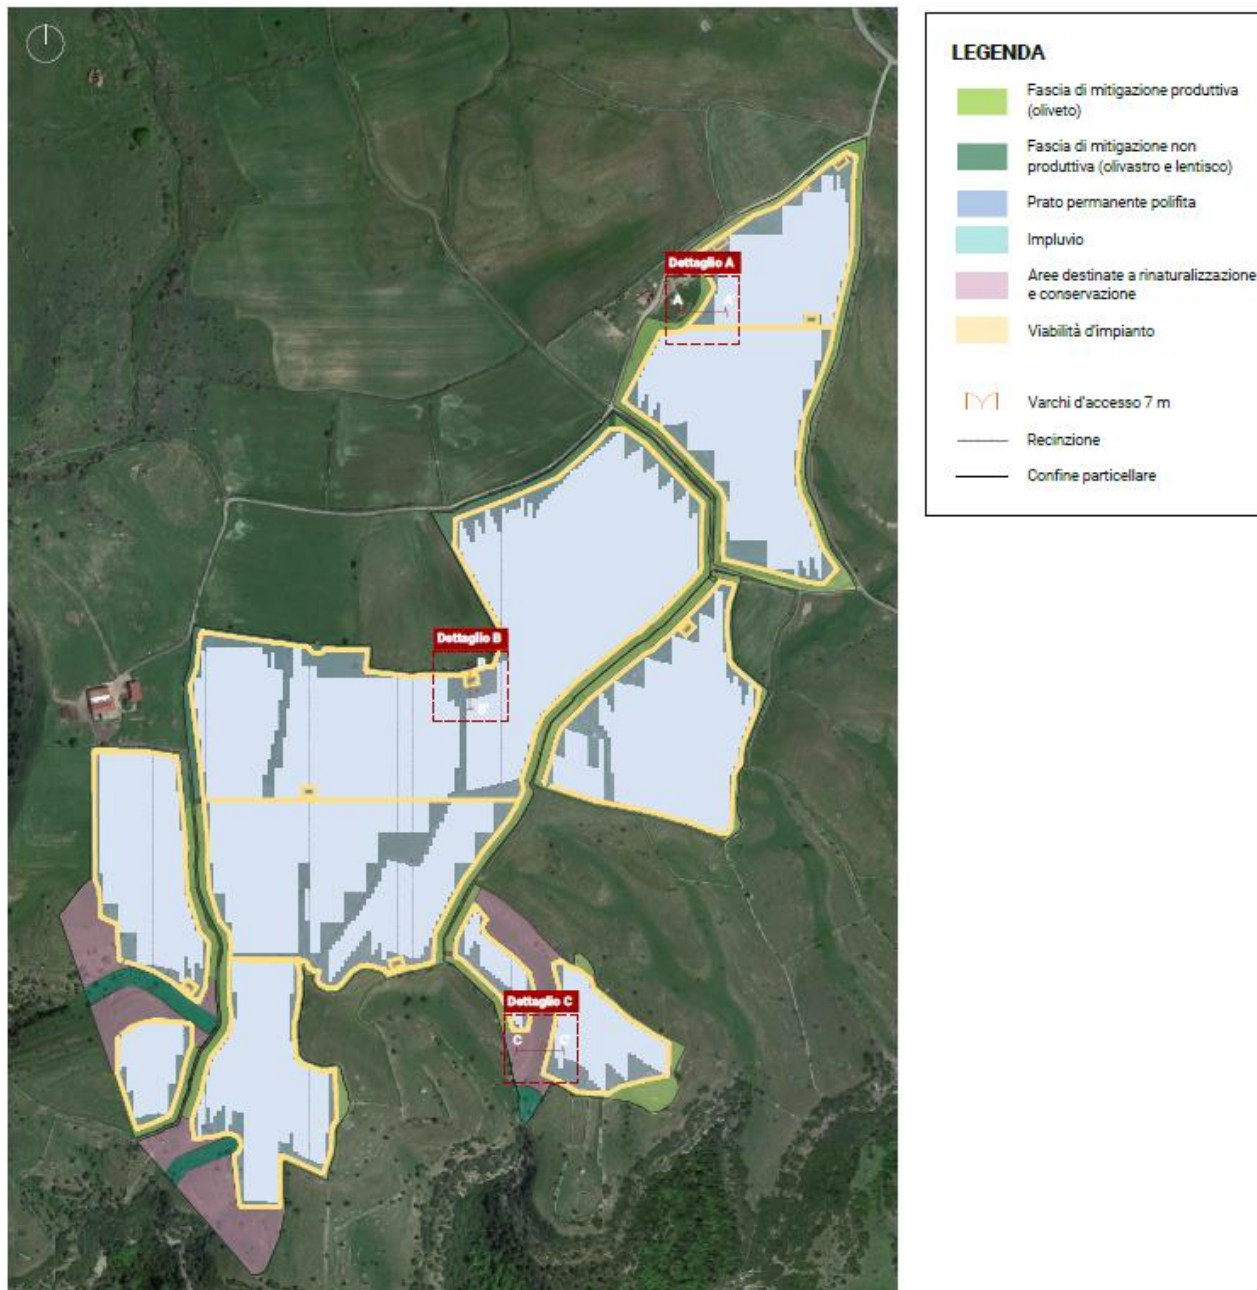 LEGENDA
Fascia di mitigazione produttiva
(oliveto)
Fascia di mitigazione non
produttiva (olivastro e lentisco)
Prato permanente polifita
Impluvio
Aree destinate a rinaturalizzazione
e conservazione
Viabilità d'impianto
Varchi d'accesso 7 m
Recinzione
Confine particellare
Dettaglio A
A A'
Dettaglio B
B
B'
Dettaglio C
C C'